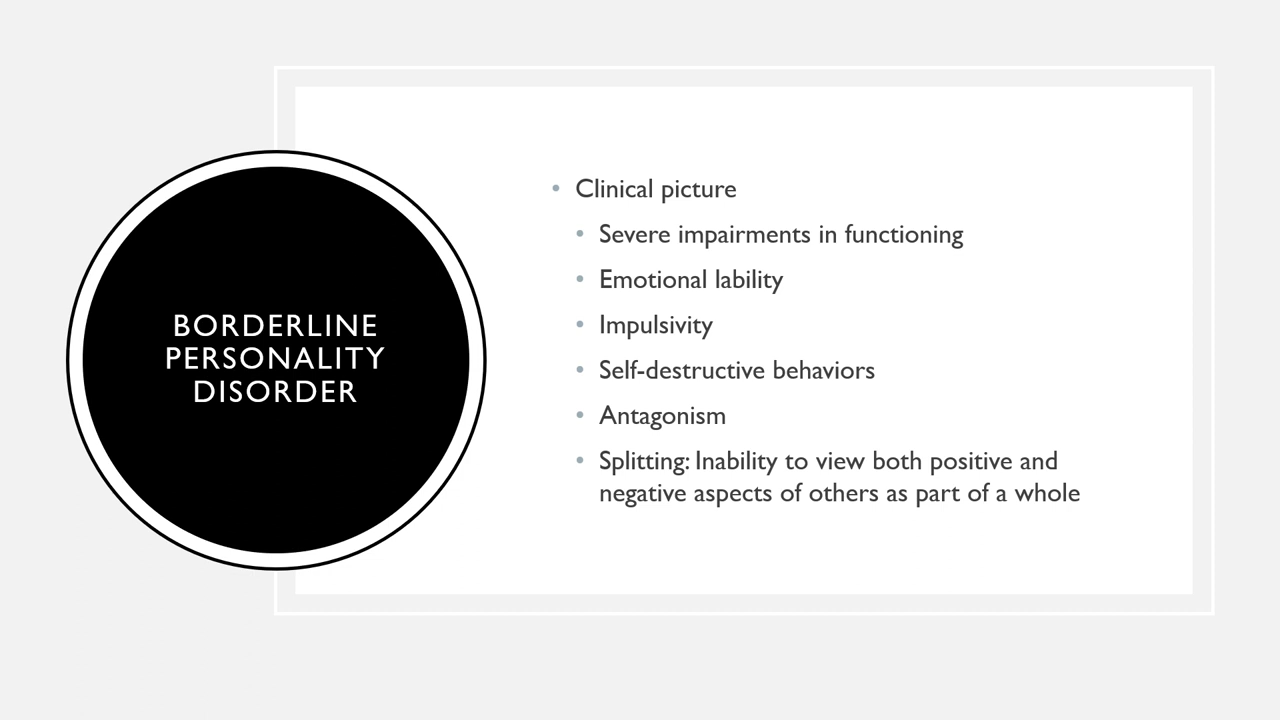 BORDERLINE
PERSONALITY
DISORDER
• Clinical picture
• Severe impairments in functioning
• Emotional lability
• Impulsivity
• Self-destructive behaviors
• Antagonism
• Splitting: Inability to view both positive and
negative aspects of others as part of a whole